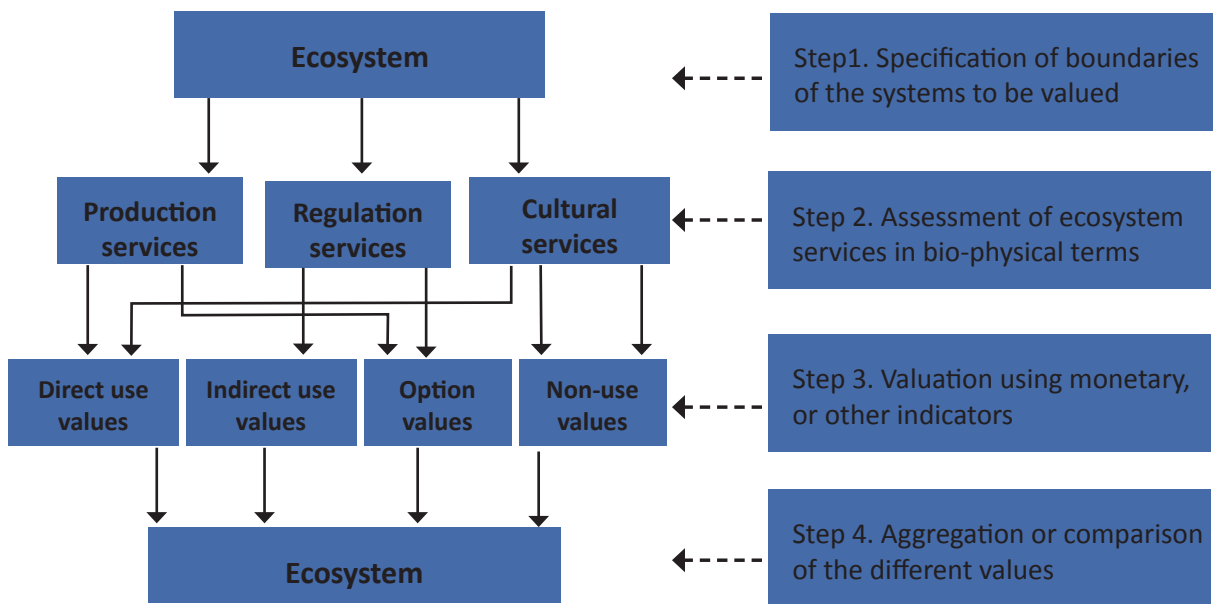 Ecosystem
Step1. Specification of boundaries
of the systems to be valued
Production
services
Regulation
services
Cultural
services
Step 2. Assessment of ecosystem
services in bio-physical terms
Direct use
values
Indirect use
values
Option
values
Non-use
values
Step 3. Valuation using monetary,
or other indicators
Ecosystem
Step 4. Aggregation or comparison
of the different values